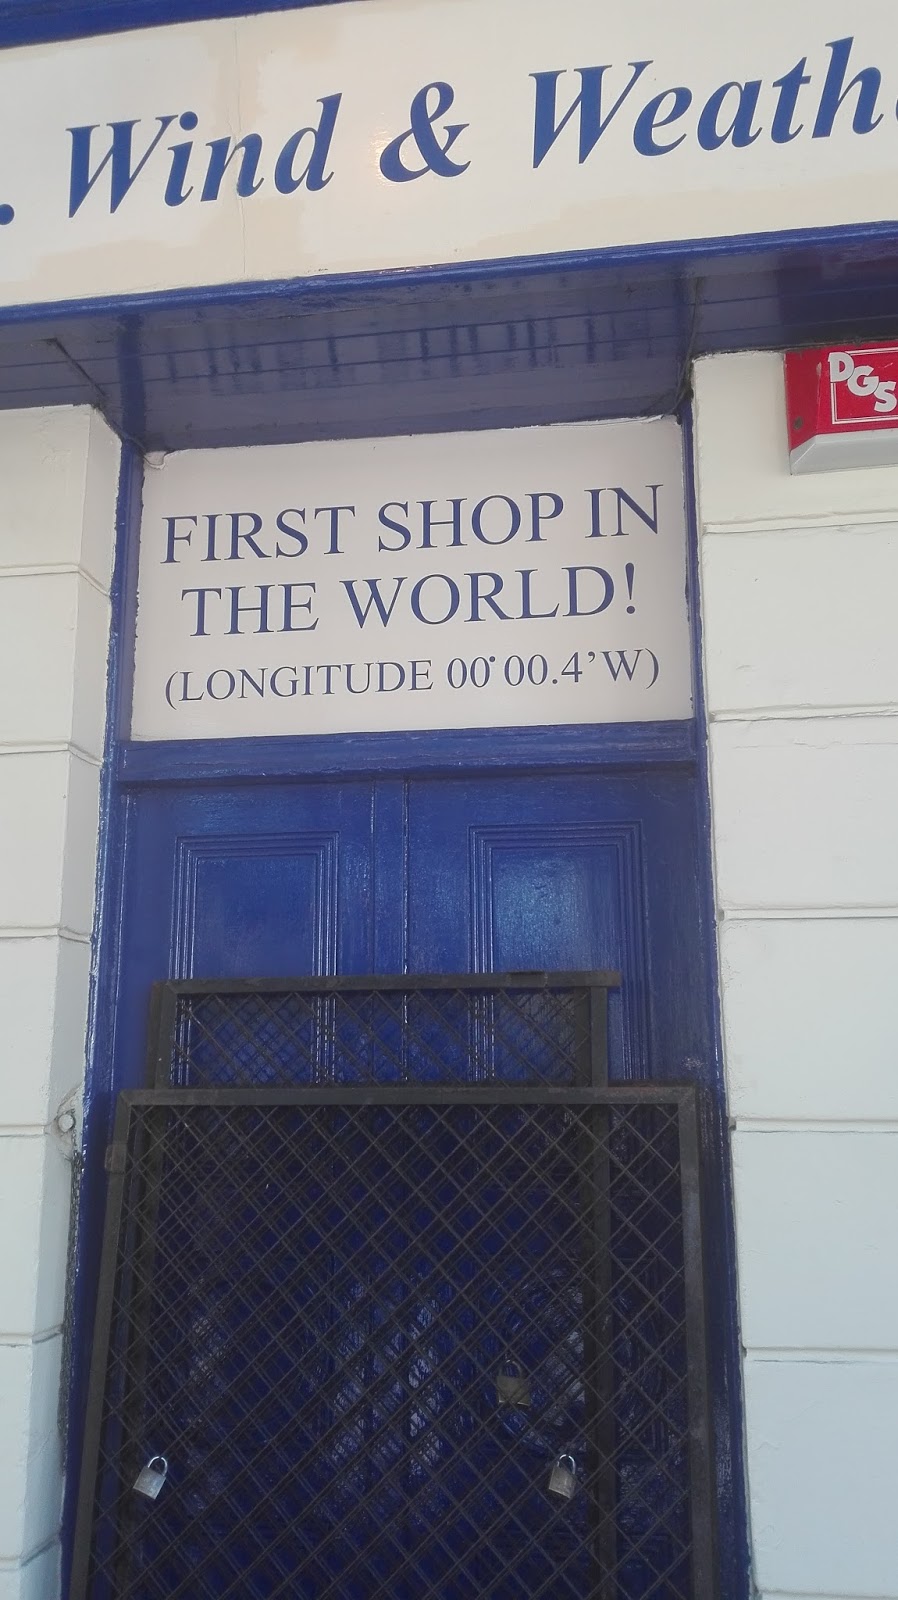 . Wind & Weath
DGS
FIRST SHOP IN
THE WORLD!
(LONGITUDE 00° 00.4’W)